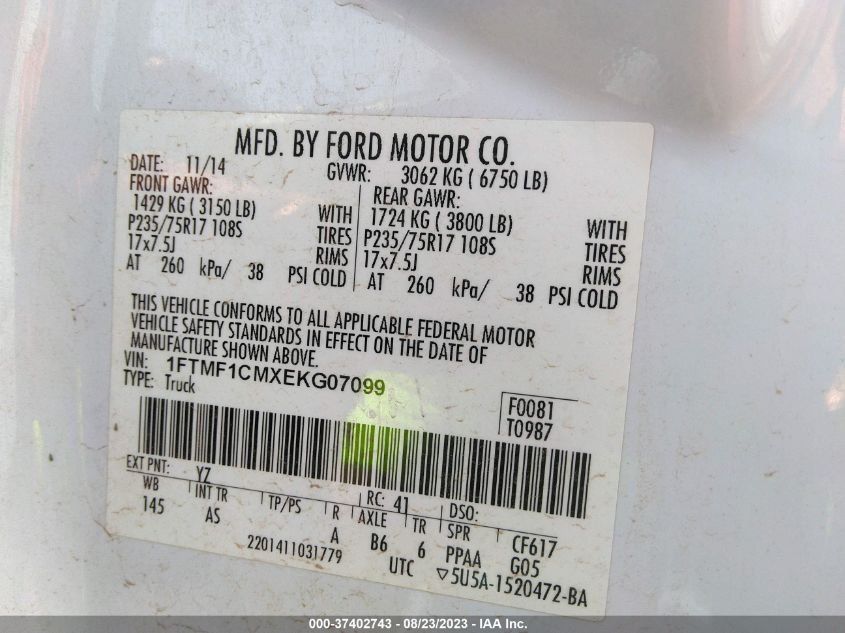 MFD. BY FORD MOTOR CO.
DATE: 11/14 GVWR: 3062 KG ( 6750 LB)
FRONT GAWR: REAR GAWR:
1429 KG ( 3150 LB) WITH 1724 KG ( 3800 LB) WITH
P235/75R17 108S TIRES P235/75R17 108S TIRES
17x7.5J RIMS 17x7.5J RIMS
AT 260 kPa/ 38 PSI COLD AT 260 kPa/ 38 PSI COLD
THIS VEHICLE CONFORMS TO ALL APPLICABLE FEDERAL MOTOR
VEHICLE SAFETY STANDARDS IN EFFECT ON THE DATE OF
MANUFACTURE SHOWN ABOVE.
VIN: 1FTMF1CMXEKG07099
TYPE: Truck
F0081
T0987
EXT PNT: YZ RC: 41 DSO:
WB INT TR TP/PS R AXLE TR SPR CF617
145 AS A B6 6 PPAA G05
2201411031779 UTC ▽5U5A-1520472-BA
000-37402743 - 08/23/2023 - IAA Inc.